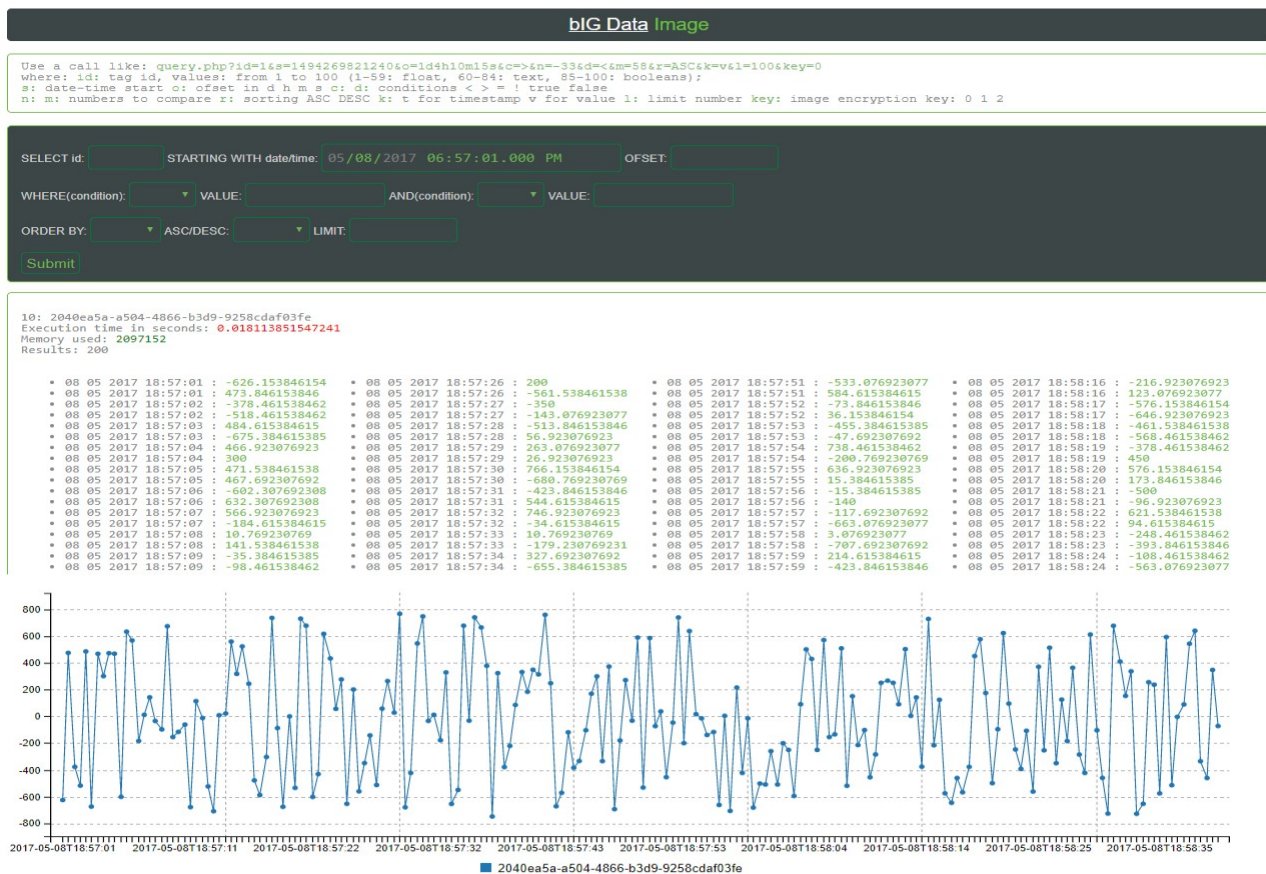 bIG Data Image
Use a call like: query.php?id=1&s=1494269821240&o=1d4h10m15s&c=>&n=-33&d=<&m=58&r=ASC&k=v&l=100&key=0
where: id: tag id, values: from 1 to 100 (1-59: float, 60-84: text, 85-100: booleans);
s: date-time start o: ofset in d h m s c: d: conditions < > = ! true false
n: m: numbers to compare r: sorting ASC DESC k: t for timestamp v for value l: limit number key: image encryption key: 0 1 2
SELECT id: STARTING WITH date/time: 05/08/2017 06:57:01.000 PM OFSET:
WHERE(condition): VALUE: AND(condition): VALUE:
ORDER BY: ASC/DESC: LIMIT:
Submit
10: 2040ea5a-a504-4866-b3d9-9258cdaf03fe
Execution time in seconds: 0.018113851547241
Memory used: 2097152
Results: 200
• 08 05 2017 18:57:01 : -626.153846154 • 08 05 2017 18:57:26 : 200 • 08 05 2017 18:57:51 : -533.076923077 • 08 05 2017 18:58:16 : -216.923076923
• 08 05 2017 18:57:01 : 473.846153846 • 08 05 2017 18:57:26 : -561.538461538 • 08 05 2017 18:57:51 : 584.615384615 • 08 05 2017 18:58:16 : 123.076923077
• 08 05 2017 18:57:02 : -378.461538462 • 08 05 2017 18:57:27 : -350 • 08 05 2017 18:57:52 : -73.846153846 • 08 05 2017 18:58:17 : -576.153846154
• 08 05 2017 18:57:02 : -518.461538462 • 08 05 2017 18:57:27 : -143.076923077 • 08 05 2017 18:57:52 : 36.153846154 • 08 05 2017 18:58:17 : -646.923076923
• 08 05 2017 18:57:03 : 484.615384615 • 08 05 2017 18:57:28 : -513.846153846 • 08 05 2017 18:57:53 : -455.384615385 • 08 05 2017 18:58:18 : -461.538461538
• 08 05 2017 18:57:03 : -675.384615385 • 08 05 2017 18:57:28 : 56.923076923 • 08 05 2017 18:57:53 : -47.692307692 • 08 05 2017 18:58:18 : -568.461538462
• 08 05 2017 18:57:04 : 466.923076923 • 08 05 2017 18:57:29 : 263.076923077 • 08 05 2017 18:57:54 : 738.461538462 • 08 05 2017 18:58:19 : -378.461538462
• 08 05 2017 18:57:04 : 300 • 08 05 2017 18:57:29 : 26.923076923 • 08 05 2017 18:57:54 : -200.769230769 • 08 05 2017 18:58:19 : 450
• 08 05 2017 18:57:05 : 471.538461538 • 08 05 2017 18:57:30 : 766.153846154 • 08 05 2017 18:57:55 : 636.923076923 • 08 05 2017 18:58:20 : 576.153846154
• 08 05 2017 18:57:05 : 467.692307692 • 08 05 2017 18:57:30 : -680.769230769 • 08 05 2017 18:57:55 : 15.384615385 • 08 05 2017 18:58:20 : 173.846153846
• 08 05 2017 18:57:06 : -602.307692308 • 08 05 2017 18:57:31 : -423.846153846 • 08 05 2017 18:57:56 : -15.384615385 • 08 05 2017 18:58:21 : -500
• 08 05 2017 18:57:06 : 632.307692308 • 08 05 2017 18:57:31 : 544.615384615 • 08 05 2017 18:57:56 : -140 • 08 05 2017 18:58:21 : -96.923076923
• 08 05 2017 18:57:07 : 566.923076923 • 08 05 2017 18:57:32 : 746.923076923 • 08 05 2017 18:57:57 : -117.692307692 • 08 05 2017 18:58:22 : 621.538461538
• 08 05 2017 18:57:07 : -184.615384615 • 08 05 2017 18:57:32 : -34.615384615 • 08 05 2017 18:57:57 : -663.076923077 • 08 05 2017 18:58:22 : 94.615384615
• 08 05 2017 18:57:08 : 10.769230769 • 08 05 2017 18:57:33 : 10.769230769 • 08 05 2017 18:57:58 : 3.076923077 • 08 05 2017 18:58:23 : -248.461538462
• 08 05 2017 18:57:08 : 141.538461538 • 08 05 2017 18:57:33 : -179.230769231 • 08 05 2017 18:57:58 : -707.692307692 • 08 05 2017 18:58:23 : -393.846153846
• 08 05 2017 18:57:09 : -35.384615385 • 08 05 2017 18:57:34 : 327.692307692 • 08 05 2017 18:57:59 : 214.615384615 • 08 05 2017 18:58:24 : -108.461538462
• 08 05 2017 18:57:09 : -98.461538462 • 08 05 2017 18:57:34 : -655.384615385 • 08 05 2017 18:57:59 : -423.846153846 • 08 05 2017 18:58:24 : -563.076923077
800
600
400
200
0
-200
-400
-600
-800
2017-05-08T18:57:01 2017-05-08T18:57:11 2017-05-08T18:57:22 2017-05-08T18:57:32 2017-05-08T18:57:43 2017-05-08T18:57:53 2017-05-08T18:58:04 2017-05-08T18:58:14 2017-05-08T18:58:25 2017-05-08T18:58:35
2040ea5a-a504-4866-b3d9-9258cdaf03fe